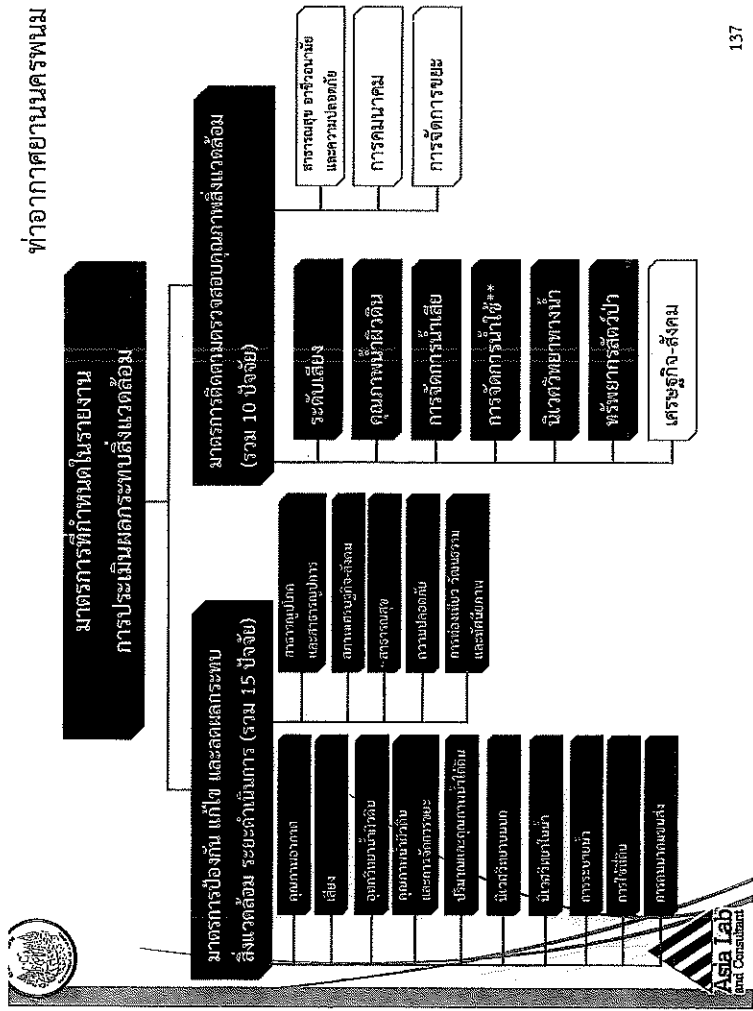 ท่าอากาศยานนครพนม
มาตรการที่กำหนดในรายงาน
การประเมินผลกระทบสิ่งแวดล้อม
มาตรการป้องกัน แก้ไข และลดผลกระทบ
สิ่งแวดล้อม ระยะดำเนินการ (รวม 15 ปัจจัย)
คุณภาพอากาศ
เสียง
อุทกวิทยาน้ำผิวดิน
คุณภาพน้ำผิวดิน
และการจัดการขยะ
ปริมาณและคุณภาพน้ำใต้ดิน
นิเวศวิทยาบนบก
นิเวศวิทยาในน้ำ
การระบายน้ำ
การใช้ที่ดิน
การคมนาคมขนส่ง
สาธารณูปโภค
และสาธารณูปการ
สภาพเศรษฐกิจ-สังคม
สาธารณสุข
ความปลอดภัย
การท่องเที่ยว วัฒนธรรม
และทัศนียภาพ
มาตรการติดตามตรวจสอบคุณภาพสิ่งแวดล้อม
(รวม 10 ปัจจัย)
ระดับเสียง
คุณภาพน้ำผิวดิน
การจัดการน้ำเสีย
การจัดการน้ำใช้**
นิเวศวิทยาทางน้ำ
ทรัพยากรสัตว์ป่า
เศรษฐกิจ-สังคม
สาธารณสุข อาชีวอนามัย
และความปลอดภัย
การคมนาคม
การจัดการขยะ
Asia Lab
and Consultant
137